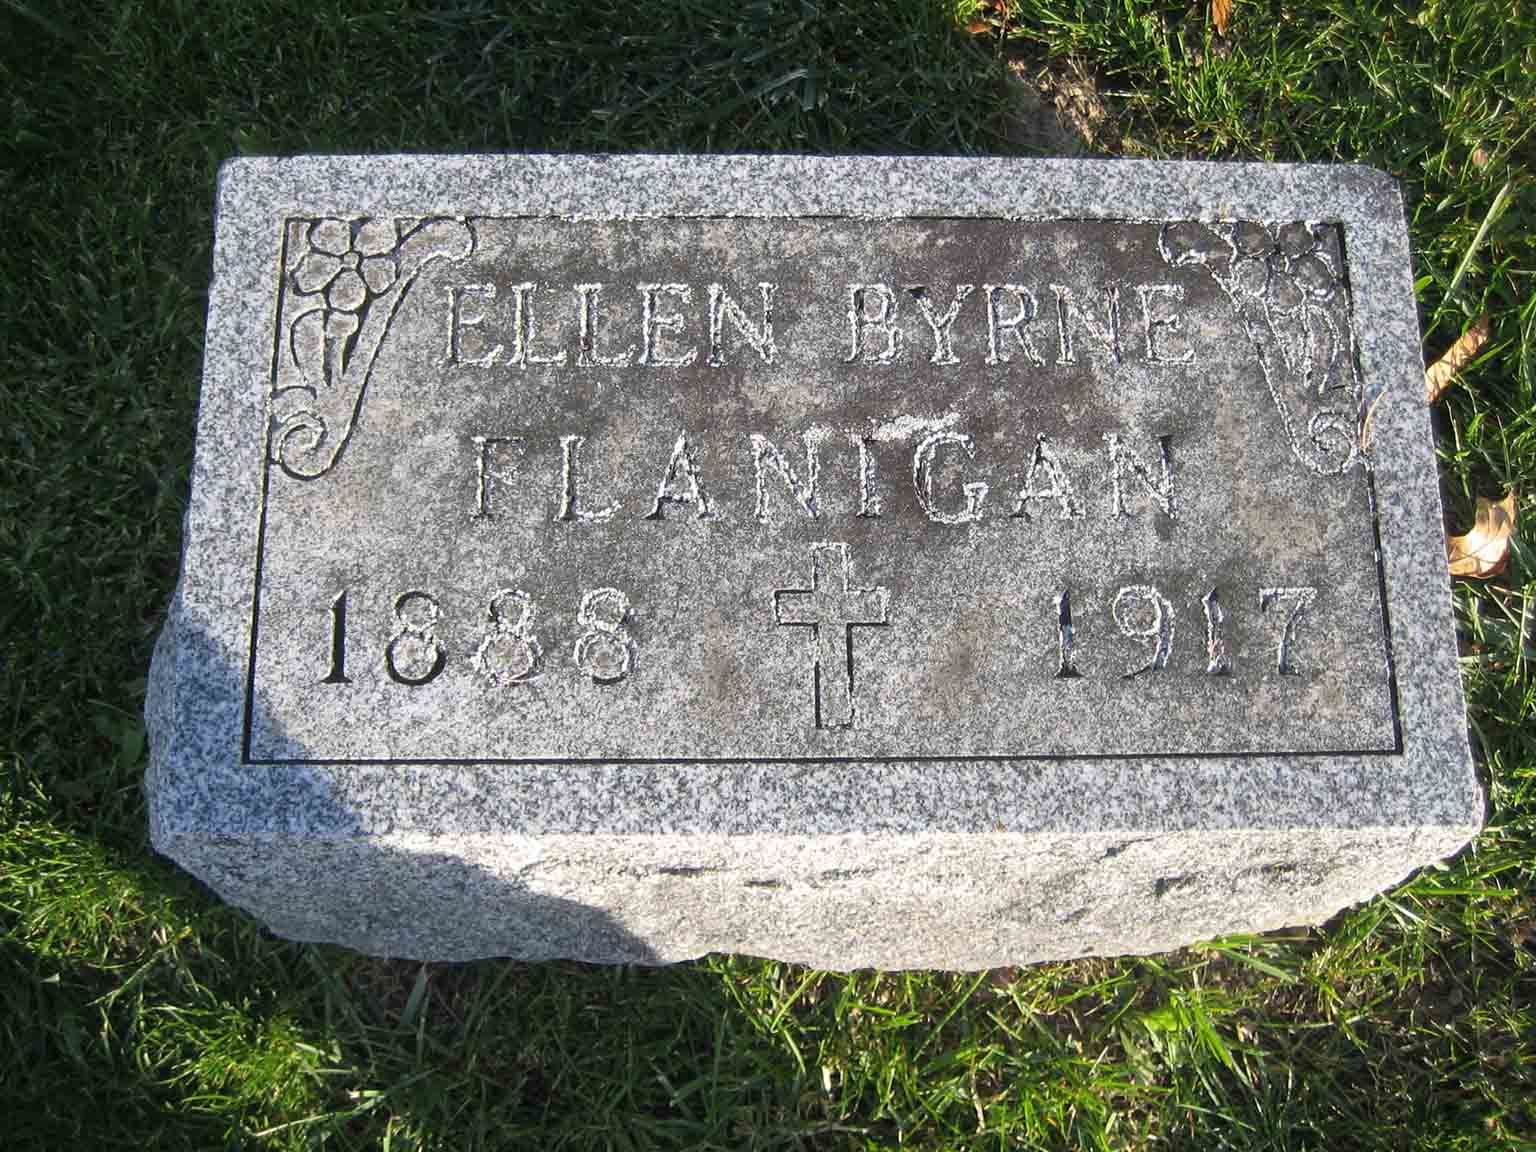 ELLEN BYRNE
FLANIGAN
1888 1917